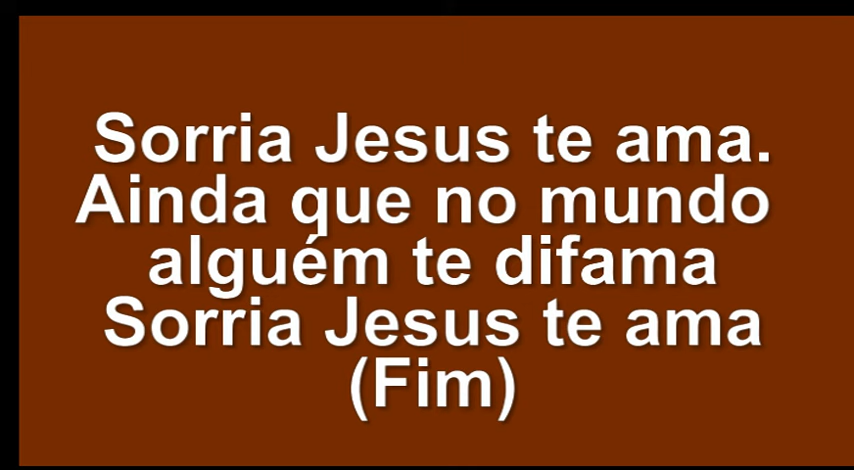 Sorria Jesus te ama.
Ainda que no mundo
alguém te difama
Sorria Jesus te ama
(Fim)